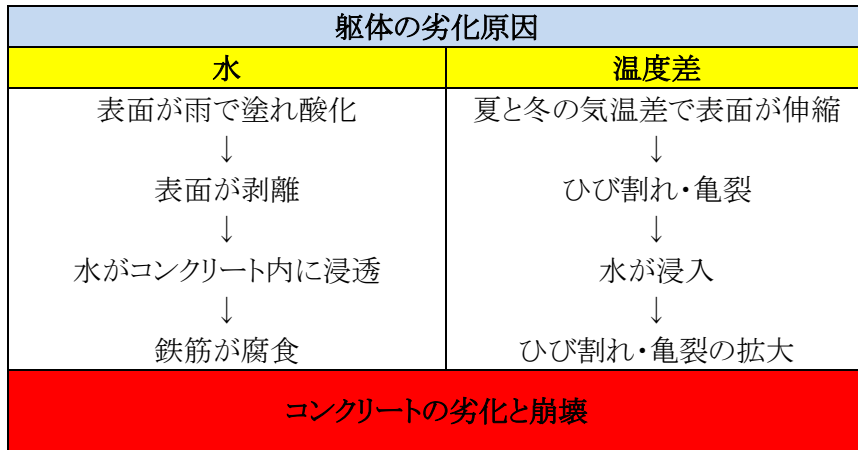 躯体の劣化原因
水
温度差
表面が雨で塗れ酸化
↓
表面が剥離
↓
水がコンクリート内に浸透
↓
鉄筋が腐食
夏と冬の気温差で表面が伸縮
↓
ひび割れ・亀裂
↓
水が浸入
↓
ひび割れ・亀裂の拡大
コンクリートの劣化と崩壊